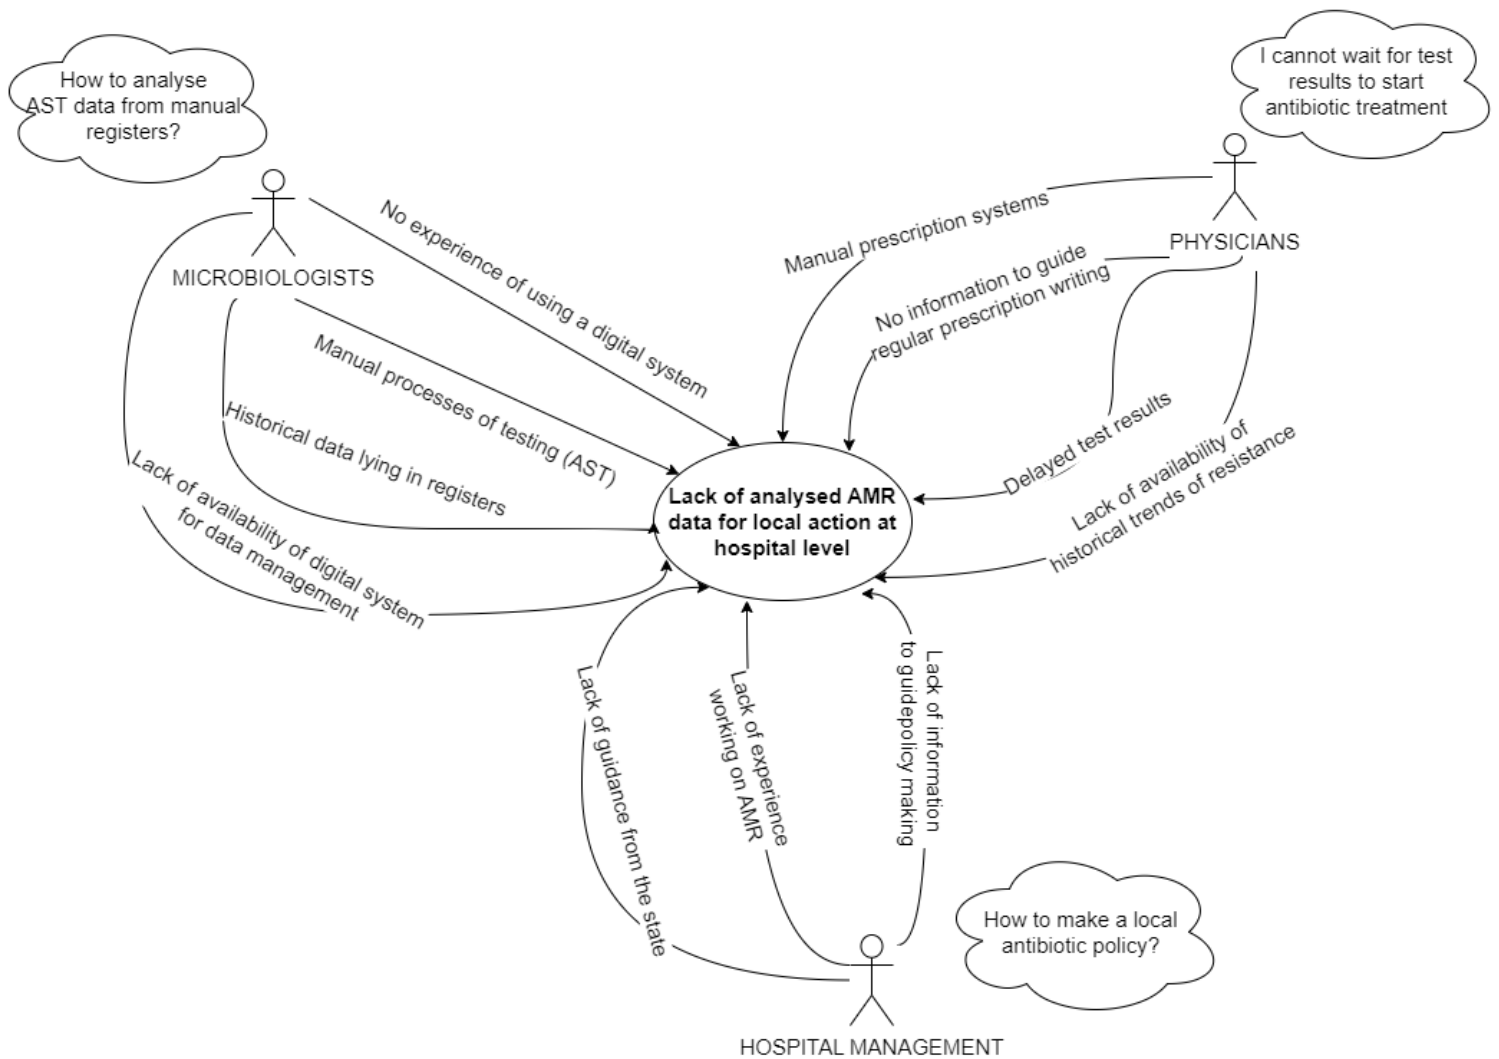 How to analyse
AST data from manual
registers?
I cannot wait for test
results to start
antibiotic treatment
MICROBIOLOGISTS
PHYSICIANS
No experience of using a digital system
Manual processes of testing (AST)
Historical data lying in registers
Lack of availability of digital system
for data management
Manual prescription systems
No information to guide
regular prescription writing
Delayed test results
Lack of availability of
historical trends of resistance
Lack of analysed AMR
data for local action at
hospital level
Lack of guidance from the state
Lack of experience
working on AMR
Lack of information
to guidepolicy making
How to make a local
antibiotic policy?
HOSPITAL MANAGEMENT